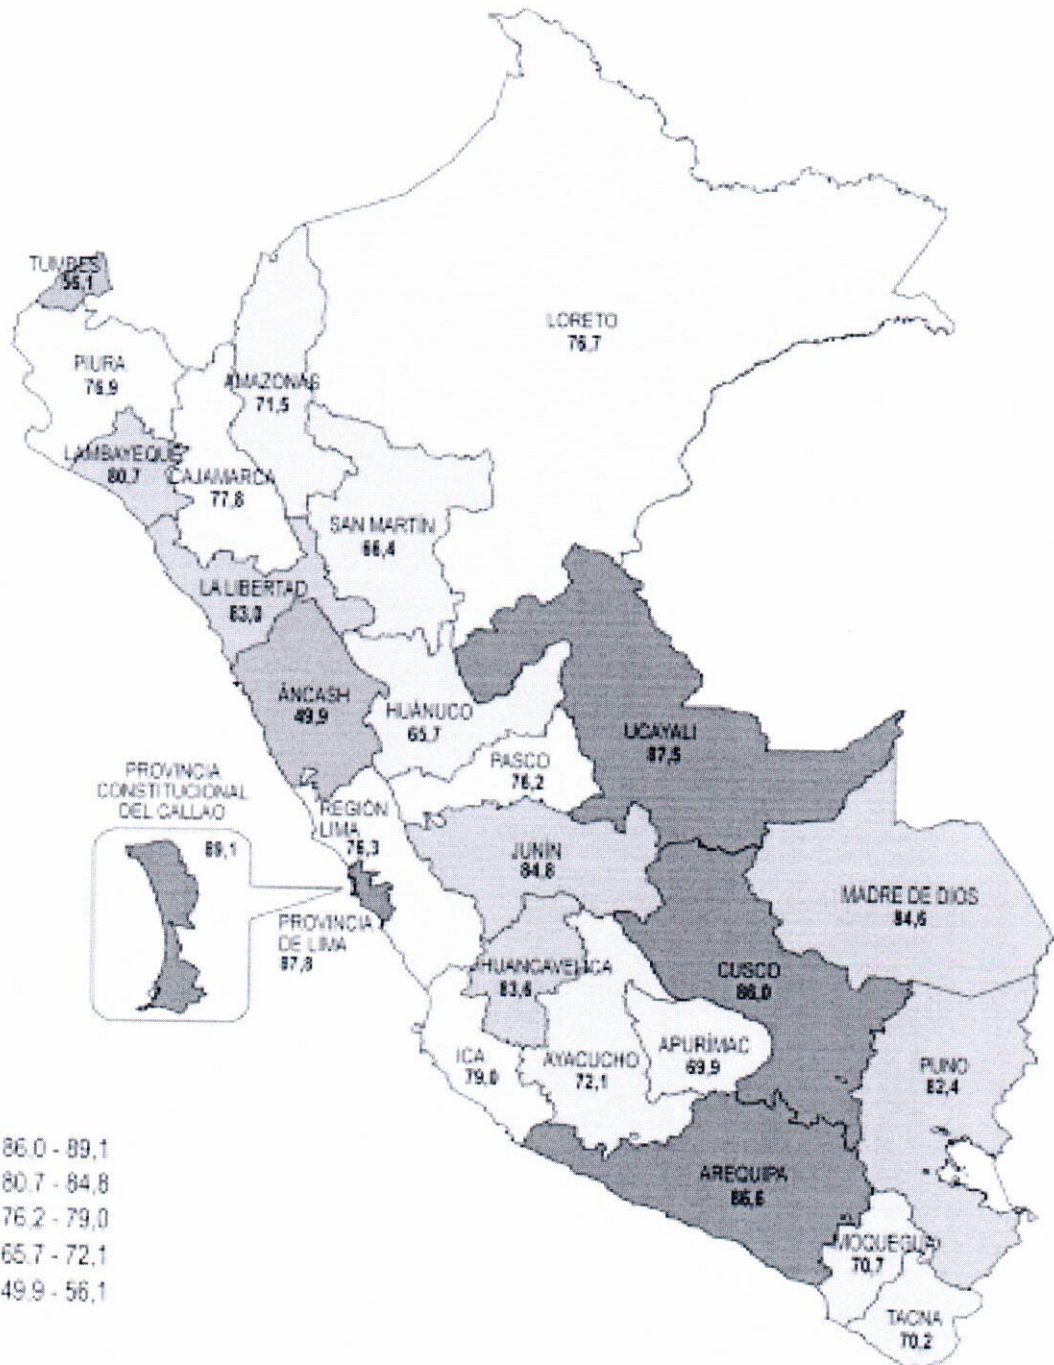 TUMBES
56,1
LORETO
76,7
PIURA
76,9
AMAZONAS
71,5
LAMBAYEQUE
80,7
CAJAMARCA
77,8
SAN MARTÍN
66,4
LA LIBERTAD
83,0
ÁNCASH
49,9
HUÁNUCO
65,7
UCAYALI
87,5
PASCO
76,2
PROVINCIA
CONSTITUCIONAL
DEL CALLAO
89,1
REGIÓN
LIMA
76,3
JUNÍN
84,8
MADRE DE DIOS
84,6
PROVINCIA
DE LIMA
87,8
HUANCAVELICA
83,6
CUSCO
86,0
ICA
79,0
AYACUCHO
72,1
APURÍMAC
69,9
PUNO
82,4
AREQUIPA
86,6
MOQUEGUA
70,7
TACNA
70,2
86,0 - 89,1
80,7 - 84,8
76,2 - 79,0
65,7 - 72,1
49,9 - 56,1